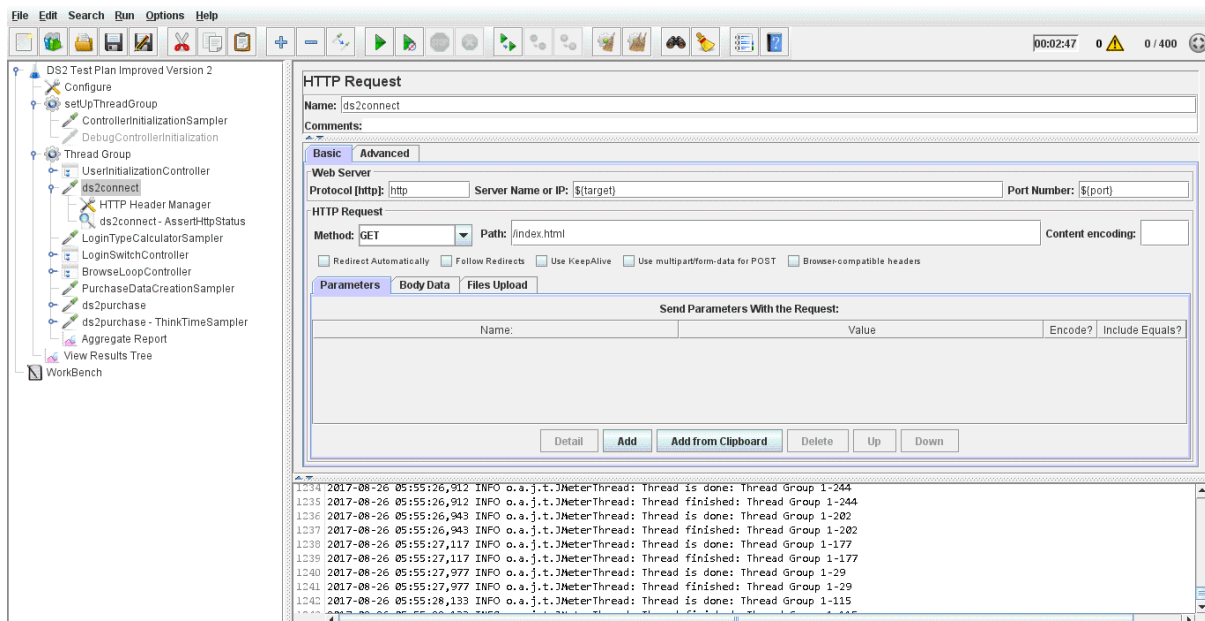 File Edit Search Run Options Help
00:02:47 0 0 / 400
DS2 Test Plan Improved Version 2
Configure
setUpThreadGroup
ControllerInitializationSampler
DebugControllerInitialization
Thread Group
UserInitializationController
ds2connect
HTTP Header Manager
ds2connect - AssertHttpStatus
LoginTypeCalculatorSampler
LoginSwitchController
BrowseLoopController
PurchaseDataCreationSampler
ds2purchase
ds2purchase - ThinkTimeSampler
Aggregate Report
View Results Tree
WorkBench
HTTP Request
Name: ds2connect
Comments:
Basic Advanced
Web Server
Protocol [http]: http Server Name or IP: ${target} Port Number: ${port}
HTTP Request
Method: GET Path: /index.html Content encoding:
Redirect Automatically Follow Redirects Use KeepAlive Use multipart/form-data for POST Browser-compatible headers
Parameters Body Data Files Upload
Send Parameters With the Request:
Name: Value Encode? Include Equals?
Detail Add Add from Clipboard Delete Up Down
1234 2017-08-26 05:55:26,912 INFO o.a.j.t.JMeterThread: Thread is done: Thread Group 1-244
1235 2017-08-26 05:55:26,912 INFO o.a.j.t.JMeterThread: Thread finished: Thread Group 1-244
1236 2017-08-26 05:55:26,943 INFO o.a.j.t.JMeterThread: Thread is done: Thread Group 1-202
1237 2017-08-26 05:55:26,943 INFO o.a.j.t.JMeterThread: Thread finished: Thread Group 1-202
1238 2017-08-26 05:55:27,117 INFO o.a.j.t.JMeterThread: Thread is done: Thread Group 1-177
1239 2017-08-26 05:55:27,117 INFO o.a.j.t.JMeterThread: Thread finished: Thread Group 1-177
1240 2017-08-26 05:55:27,977 INFO o.a.j.t.JMeterThread: Thread is done: Thread Group 1-29
1241 2017-08-26 05:55:27,977 INFO o.a.j.t.JMeterThread: Thread finished: Thread Group 1-29
1242 2017-08-26 05:55:28,133 INFO o.a.j.t.JMeterThread: Thread is done: Thread Group 1-115